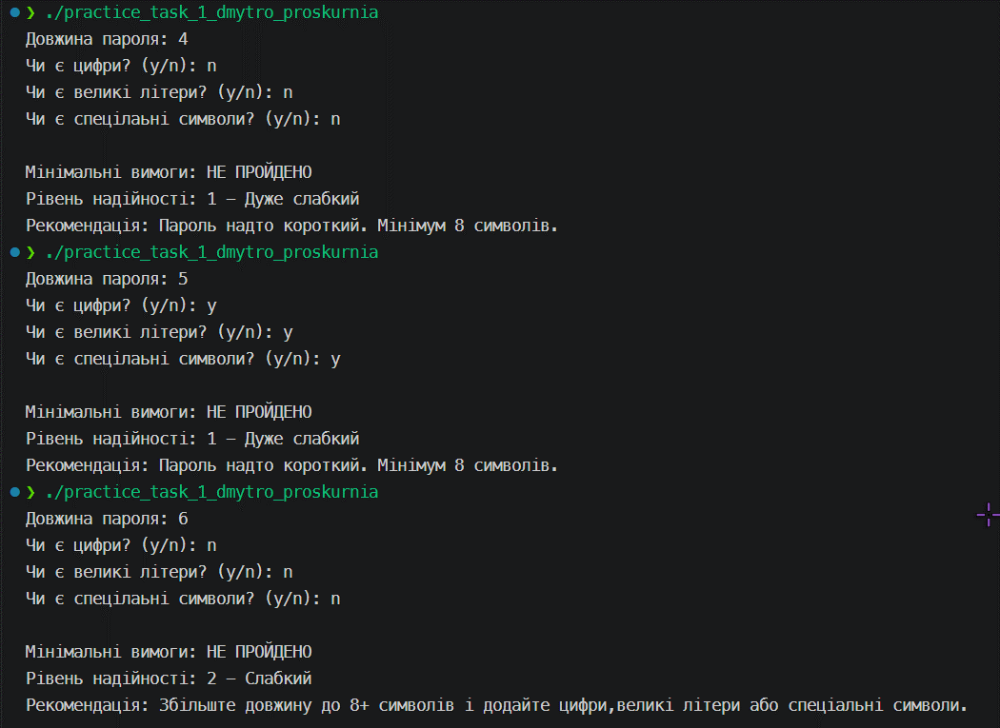 ❯ ./practice_task_1_dmytro_proskurnia
Довжина пароля: 4
Чи є цифри? (y/n): n
Чи є великі літери? (y/n): n
Чи є спецілаьні символи? (y/n): n
Мінімальні вимоги: НЕ ПРОЙДЕНО
Рівень надійності: 1 – Дуже слабкий
Рекомендація: Пароль надто короткий. Мінімум 8 символів.
❯ ./practice_task_1_dmytro_proskurnia
Довжина пароля: 5
Чи є цифри? (y/n): y
Чи є великі літери? (y/n): y
Чи є спецілаьні символи? (y/n): y
Мінімальні вимоги: НЕ ПРОЙДЕНО
Рівень надійності: 1 – Дуже слабкий
Рекомендація: Пароль надто короткий. Мінімум 8 символів.
❯ ./practice_task_1_dmytro_proskurnia
Довжина пароля: 6
Чи є цифри? (y/n): n
Чи є великі літери? (y/n): n
Чи є спецілаьні символи? (y/n): n
Мінімальні вимоги: НЕ ПРОЙДЕНО
Рівень надійності: 2 – Слабкий
Рекомендація: Збільште довжину до 8+ символів і додайте цифри,великі літери або спеціальні символи.